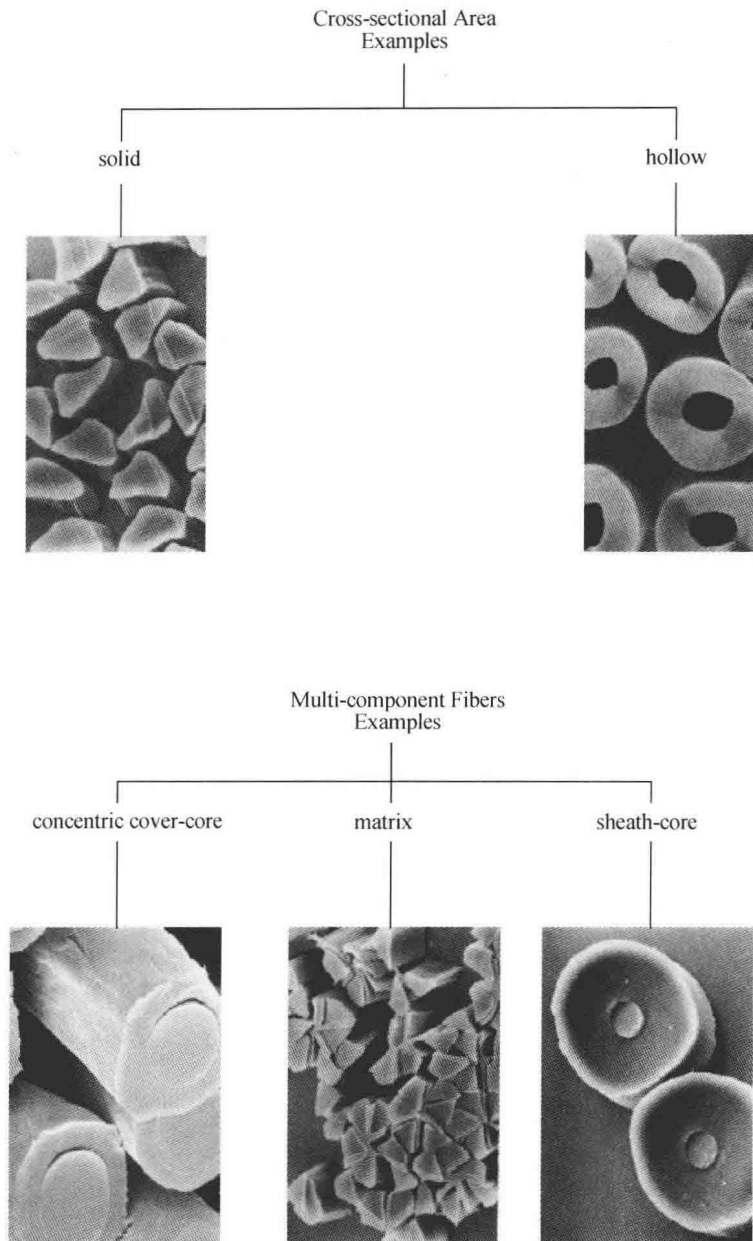 Cross-sectional Area
Examples
solid
hollow
Multi-component Fibers
Examples
concentric cover-core
matrix
sheath-core